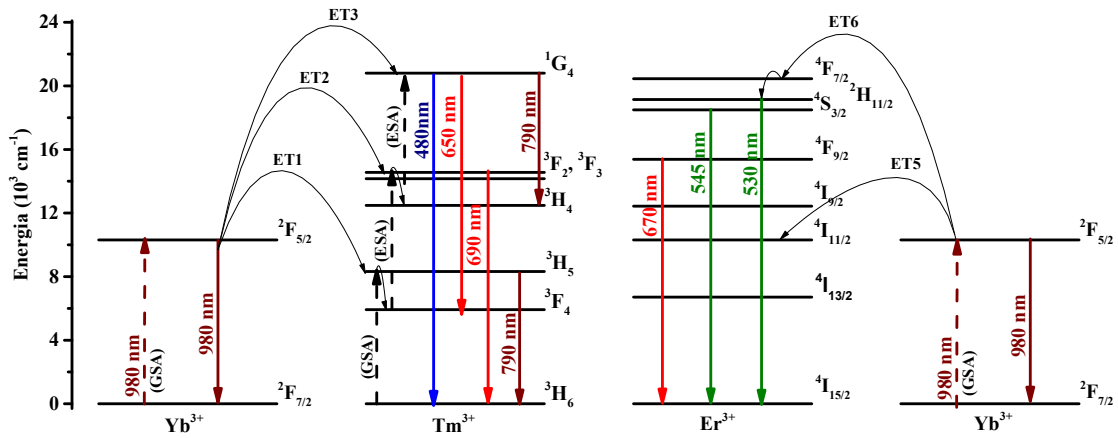 Energia (10³ cm⁻¹)
24
20
16
12
8
4
0
ET3
ET2
ET1
²F₅/₂
980 nm
(GSA)
980 nm
²F₇/₂
Yb³⁺
¹G₄
(ESA)
480nm
650 nm
790 nm
³F₂, ³F₃
³H₄
(ESA)
690 nm
³H₅
³F₄
(GSA)
790 nm
³H₆
Tm³⁺
ET6
⁴F₇/₂
²H₁₁/₂
⁴S₃/₂
⁴F₉/₂
670 nm
545 nm
530 nm
ET5
⁴I₉/₂
⁴I₁₁/₂
⁴I₁₃/₂
⁴I₁₅/₂
Er³⁺
²F₅/₂
980 nm
(GSA)
980 nm
²F₇/₂
Yb³⁺